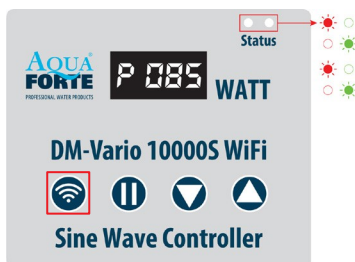 Status
AQUA
FORTE
PROFESSIONAL WATER PRODUCTS
P 085
WATT
DM-Vario 10000S WiFi
Sine Wave Controller